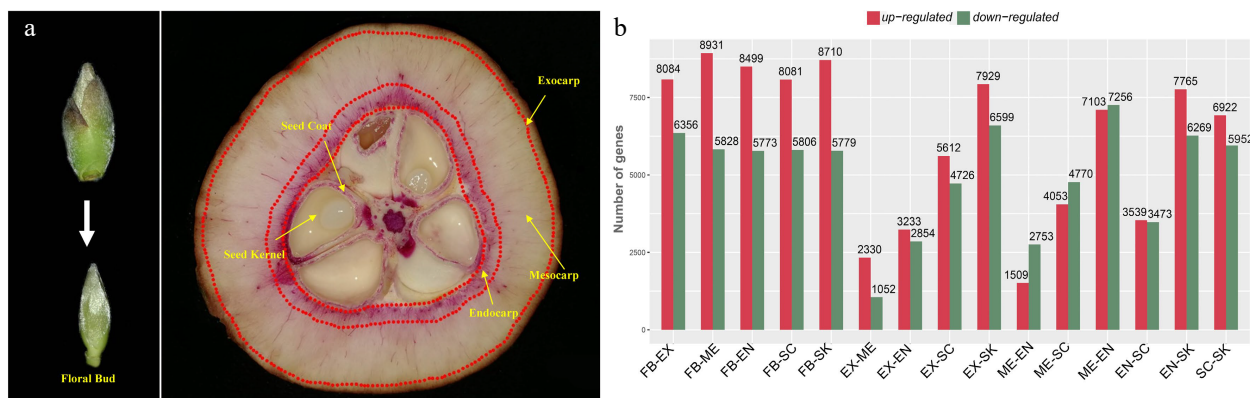 a
Floral Bud
Exocarp
Seed Coat
Seed Kernel
Mesocarp
Endocarp
b
up−regulated down−regulated
Number of genes
7500
5000
2500
0
8084 6356
8931 5828
8499 5773
8081 5806
8710 5779
2330 1052
3233 2854
5612 4726
7929 6599
1509 2753
4053 4770
7103 7256
3539 3473
7765 6269
6922 5952
FB-EX FB-ME FB-EN FB-SC FB-SK EX-ME EX-EN EX-SC EX-SK ME-EN ME-SC ME-EN EN-SC EN-SK SC-SK